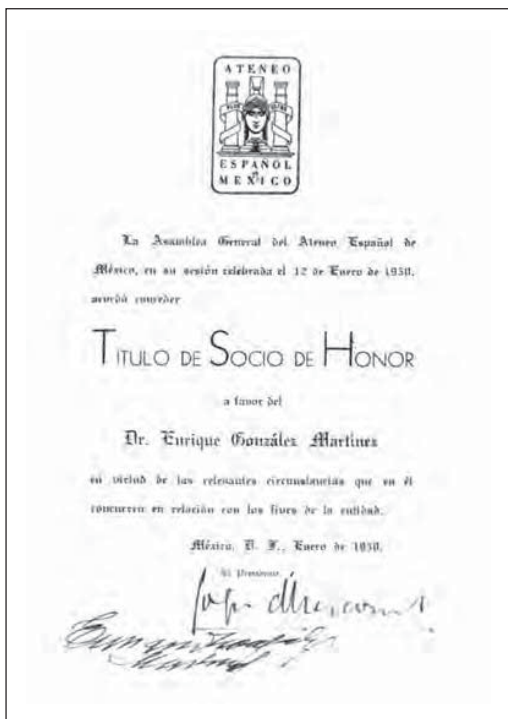 ATENEO
ESPAÑOL
DE
MEXICO
La Asamblea General del Ateneo Español de
México, en su sesión celebrada el 12 de Enero de 1950,
acordó conceder
TITULO DE SOCIO DE HONOR
a favor del
Dr. Enrique González Martínez
en virtud de las relevantes circunstancias que en él
concurren en relación con los fines de la entidad.
México, D. F., Enero de 1950.
El Presidente